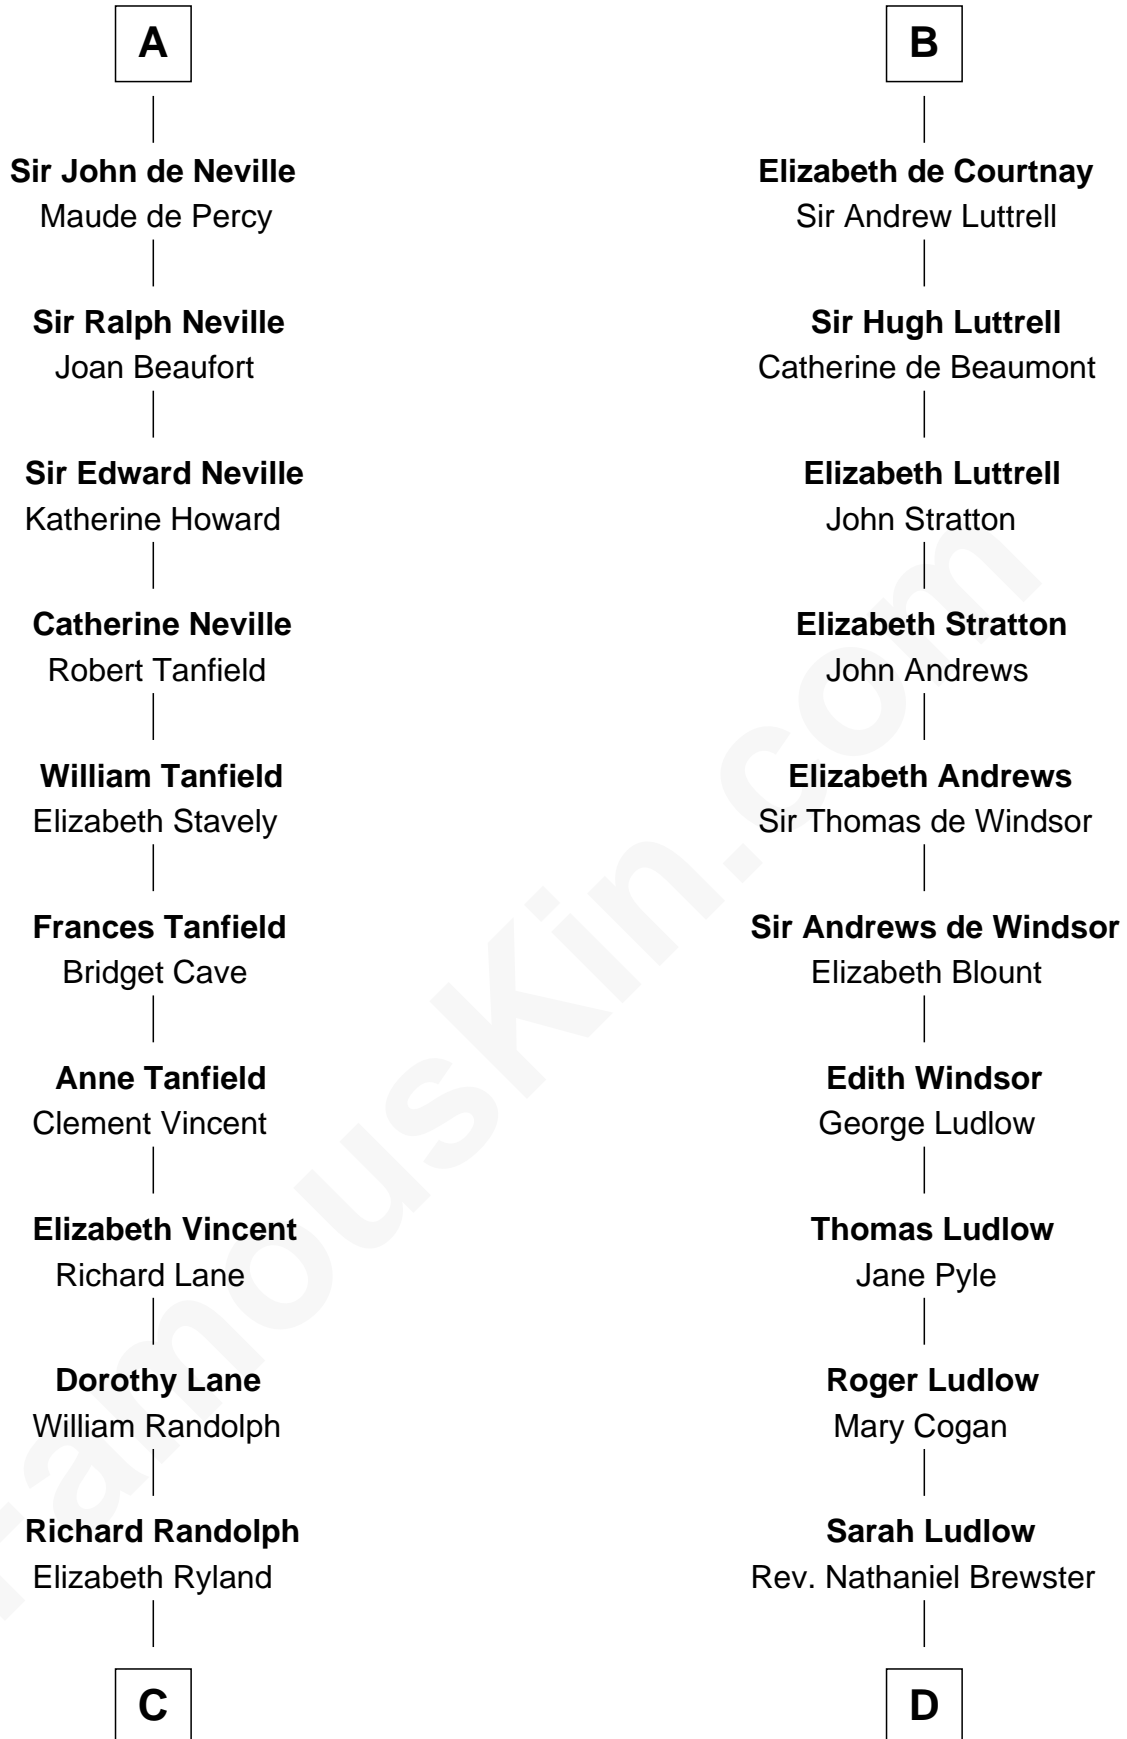 A
Sir John de Neville
Maude de Percy
Sir Ralph Neville
Joan Beaufort
Sir Edward Neville
Katherine Howard
Catherine Neville
Robert Tanfield
William Tanfield
Elizabeth Stavely
Frances Tanfield
Bridget Cave
Anne Tanfield
Clement Vincent
Elizabeth Vincent
Richard Lane
Dorothy Lane
William Randolph
Richard Randolph
Elizabeth Ryland
C
B
Elizabeth de Courtnay
Sir Andrew Luttrell
Sir Hugh Luttrell
Catherine de Beaumont
Elizabeth Luttrell
John Stratton
Elizabeth Stratton
John Andrews
Elizabeth Andrews
Sir Thomas de Windsor
Sir Andrews de Windsor
Elizabeth Blount
Edith Windsor
George Ludlow
Thomas Ludlow
Jane Pyle
Roger Ludlow
Mary Cogan
Sarah Ludlow
Rev. Nathaniel Brewster
D
FamousKin.com